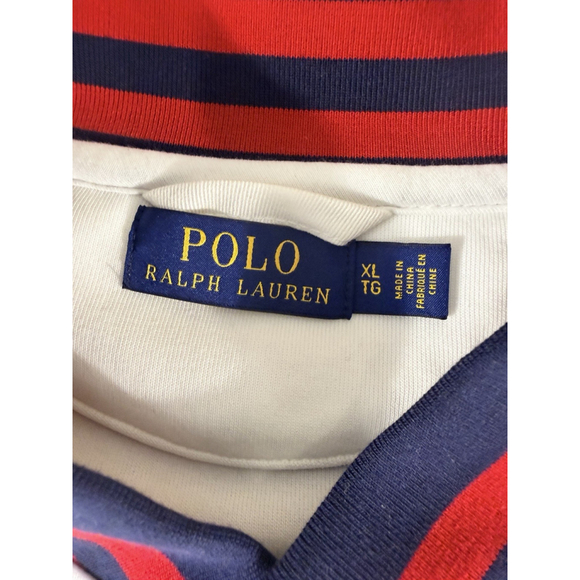 POLO
RALPH LAUREN
XL
TG
MADE IN
CHINA
FABRIQUÉ EN
CHINE